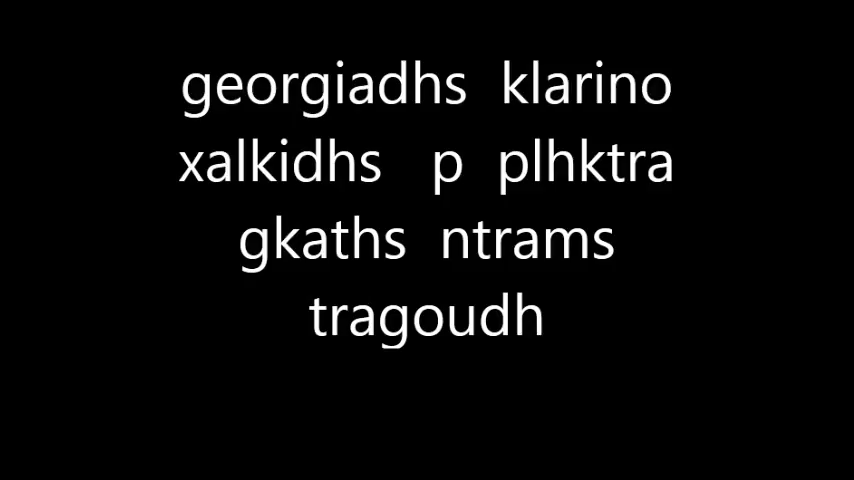 georgiadhs klarino
xalkidhs p plhktra
gkaths ntrams
tragoudh